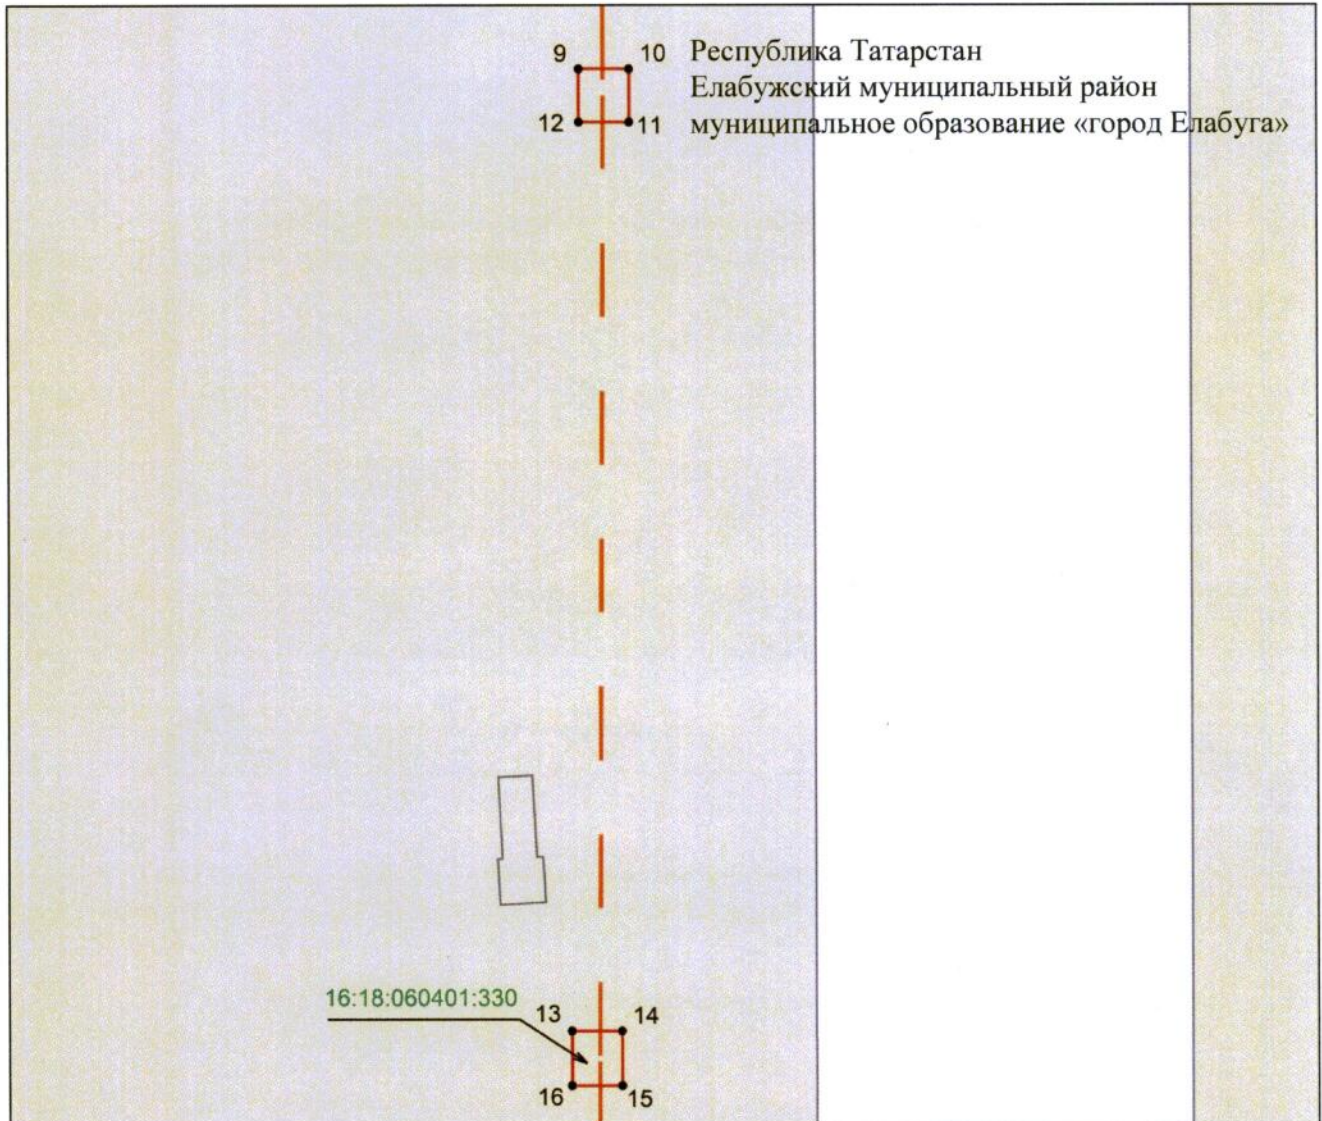 9 10 Республика Татарстан
Елабужский муниципальный район
12 11 муниципальное образование «город Елабуга»
16:18:060401:330
13 14
16 15